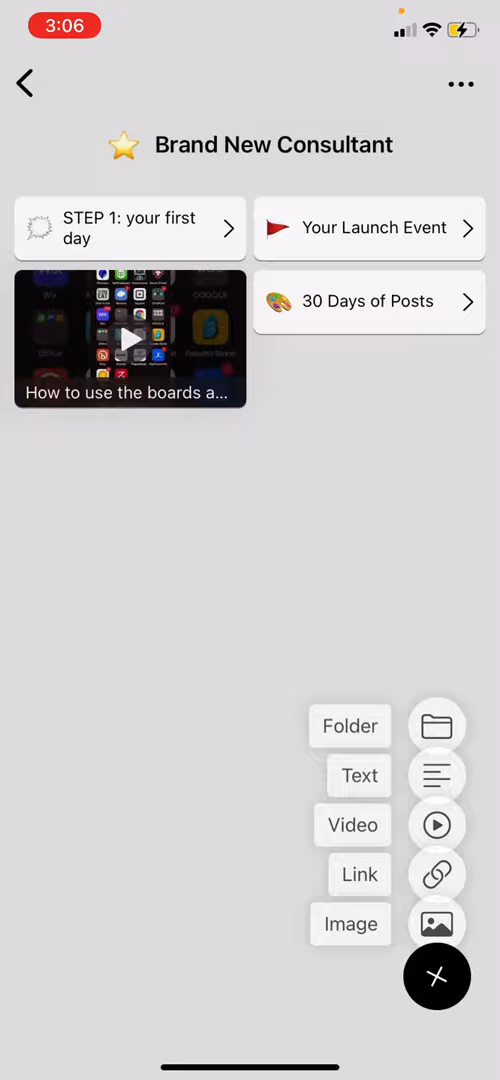 3:06
Brand New Consultant
STEP 1: your first
day
Your Launch Event
30 Days of Posts
How to use the boards a...
Folder
Text
Video
Link
Image